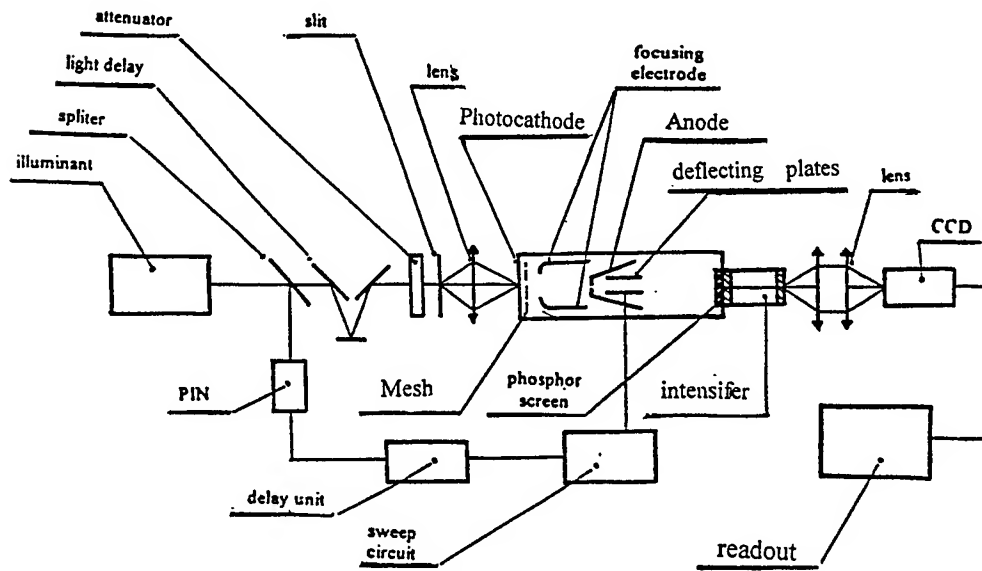 attenuator
slit
light delay
spliter
illuminant
len's
Photocathode
focusing
electrode
Anode
deflecting plates
lens
CCD
PIN
Mesh
phosphor
screen
intensifer
delay unit
sweep
circuit
readout